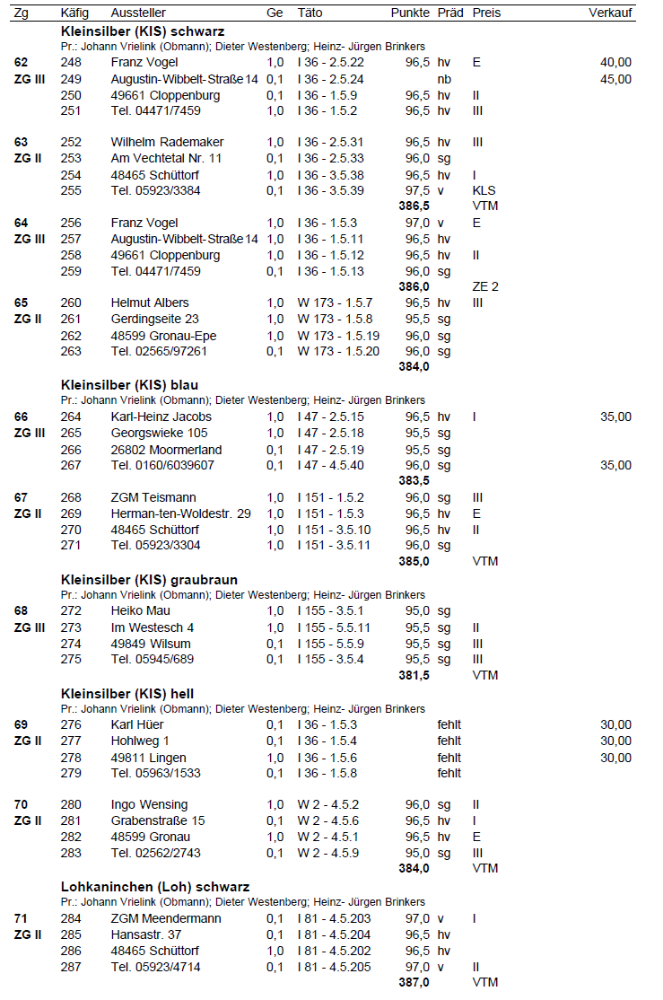 Zg Käfig Aussteller Ge Täto Punkte Präd Preis Verkauf
Kleinsilber (KlS) schwarz
Pr.: Johann Vrielink (Obmann); Dieter Westenberg; Heinz- Jürgen Brinkers
62 248 Franz Vogel 1,0 I 36 - 2.5.22 96,5 hv E 40,00
ZG III 249 Augustin-Wibbelt-Straße 14 0,1 I 36 - 2.5.24 nb 45,00
250 49661 Cloppenburg 0,1 I 36 - 1.5.9 96,5 hv II
251 Tel. 04471/7459 1,0 I 36 - 1.5.2 96,5 hv III
63 252 Wilhelm Rademaker 1,0 I 36 - 2.5.31 96,5 hv III
ZG II 253 Am Vechtetal Nr. 11 0,1 I 36 - 2.5.33 96,0 sg
254 48465 Schüttorf 1,0 I 36 - 3.5.38 96,5 hv I
255 Tel. 05923/3384 0,1 I 36 - 3.5.39 97,5 v KLS
386,5 VTM
64 256 Franz Vogel 1,0 I 36 - 1.5.3 97,0 v E
ZG III 257 Augustin-Wibbelt-Straße 14 1,0 I 36 - 1.5.11 96,5 hv
258 49661 Cloppenburg 1,0 I 36 - 1.5.12 96,5 hv II
259 Tel. 04471/7459 0,1 I 36 - 1.5.13 96,0 sg
386,0 ZE 2
65 260 Helmut Albers 1,0 W 173 - 1.5.7 96,5 hv III
ZG II 261 Gerdingseite 23 1,0 W 173 - 1.5.8 95,5 sg
262 48599 Gronau-Epe 1,0 W 173 - 1.5.19 96,0 sg
263 Tel. 02565/97261 0,1 W 173 - 1.5.20 96,0 sg
384,0
Kleinsilber (KlS) blau
Pr.: Johann Vrielink (Obmann); Dieter Westenberg; Heinz- Jürgen Brinkers
66 264 Karl-Heinz Jacobs 1,0 I 47 - 2.5.15 96,5 hv I 35,00
ZG III 265 Georgswieke 105 1,0 I 47 - 2.5.18 95,5 sg
266 26802 Moormerland 0,1 I 47 - 2.5.19 95,5 sg
267 Tel. 0160/6039607 0,1 I 47 - 4.5.40 96,0 sg 35,00
383,5
67 268 ZGM Teismann 1,0 I 151 - 1.5.2 96,0 sg III
ZG II 269 Herman-ten-Woldestr. 29 1,0 I 151 - 1.5.3 96,5 hv E
270 48465 Schüttorf 1,0 I 151 - 3.5.10 96,5 hv II
271 Tel. 05923/3304 1,0 I 151 - 3.5.11 96,0 sg
385,0 VTM
Kleinsilber (KlS) graubraun
Pr.: Johann Vrielink (Obmann); Dieter Westenberg; Heinz- Jürgen Brinkers
68 272 Heiko Mau 1,0 I 155 - 3.5.1 95,0 sg
ZG III 273 Im Westesch 4 1,0 I 155 - 5.5.11 95,5 sg II
274 49849 Wilsum 0,1 I 155 - 5.5.9 95,5 sg III
275 Tel. 05945/689 0,1 I 155 - 3.5.4 95,5 sg III
381,5 VTM
Kleinsilber (KlS) hell
Pr.: Johann Vrielink (Obmann); Dieter Westenberg; Heinz- Jürgen Brinkers
69 276 Karl Hüer 0,1 I 36 - 1.5.3 fehlt 30,00
ZG II 277 Hohlweg 1 0,1 I 36 - 1.5.4 fehlt 30,00
278 49811 Lingen 1,0 I 36 - 1.5.6 fehlt 30,00
279 Tel. 05963/1533 0,1 I 36 - 1.5.8 fehlt
70 280 Ingo Wensing 1,0 W 2 - 4.5.2 96,0 sg II
ZG II 281 Grabenstraße 15 0,1 W 2 - 4.5.6 96,5 hv I
282 48599 Gronau 1,0 W 2 - 4.5.1 96,5 hv E
283 Tel. 02562/2743 0,1 W 2 - 4.5.9 95,0 sg III
384,0 VTM
Lohkaninchen (Loh) schwarz
Pr.: Johann Vrielink (Obmann); Dieter Westenberg; Heinz- Jürgen Brinkers
71 284 ZGM Meendermann 0,1 I 81 - 4.5.203 97,0 v I
ZG II 285 Hansastr. 37 0,1 I 81 - 4.5.204 96,5 hv
286 48465 Schüttorf 1,0 I 81 - 4.5.202 96,5 hv
287 Tel. 05923/4714 0,1 I 81 - 4.5.205 97,0 v II
387,0 VTM